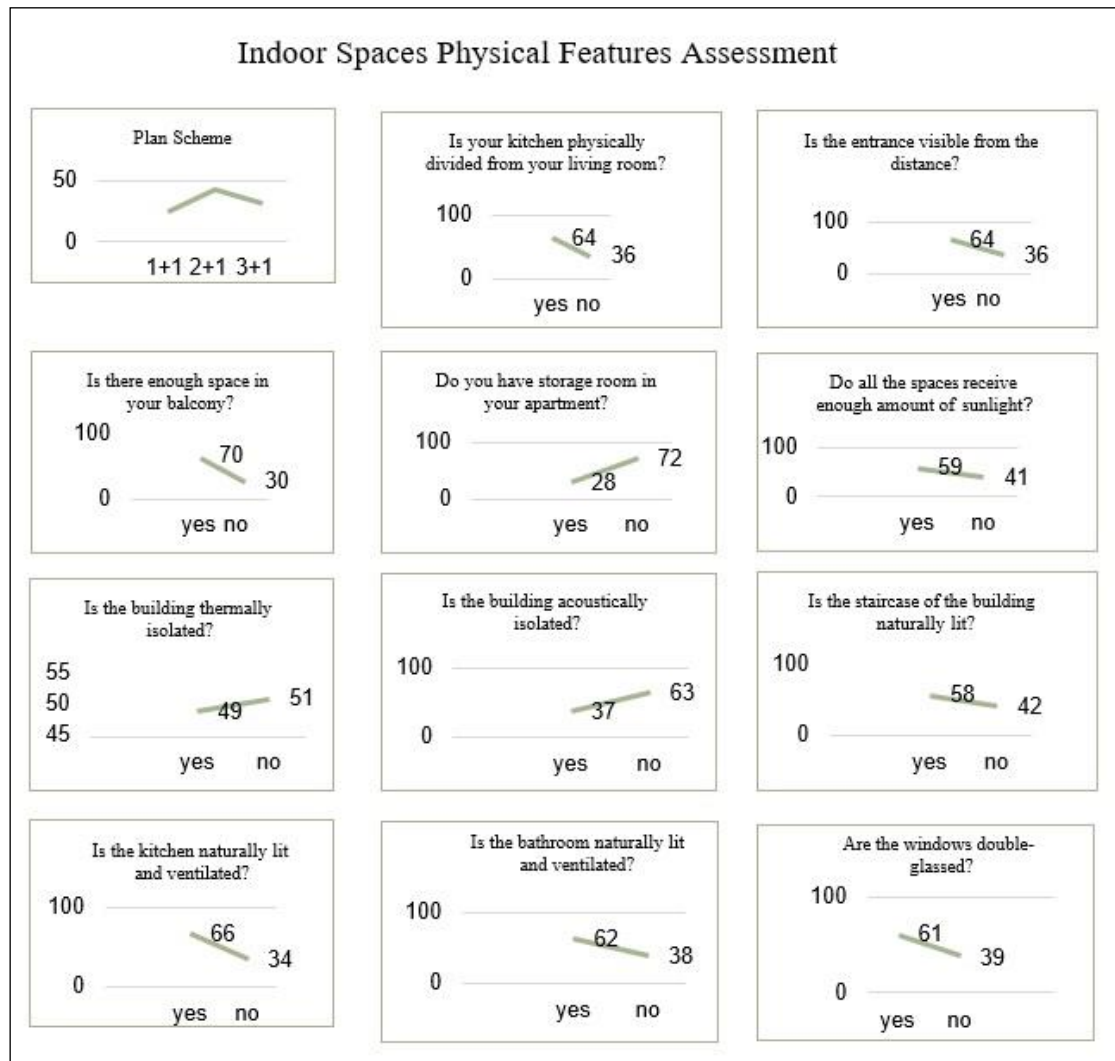 Indoor Spaces Physical Features Assessment
Plan Scheme
50
0
1+1 2+1 3+1
Is your kitchen physically
divided from your living room?
100
64
36
0
yes no
Is the entrance visible from the
distance?
100
64
36
0
yes no
Is there enough space in
your balcony?
100
70
30
0
yes no
Do you have storage room in
your apartment?
100
72
28
0
yes no
Do all the spaces receive
enough amount of sunlight?
100
59
41
0
yes no
Is the building thermally
isolated?
55
50
45
49
51
yes no
Is the building acoustically
isolated?
100
63
37
0
yes no
Is the staircase of the building
naturally lit?
100
58
42
0
yes no
Is the kitchen naturally lit
and ventilated?
100
66
34
0
yes no
Is the bathroom naturally lit
and ventilated?
100
62
38
0
yes no
Are the windows double-
glassed?
100
61
39
0
yes no